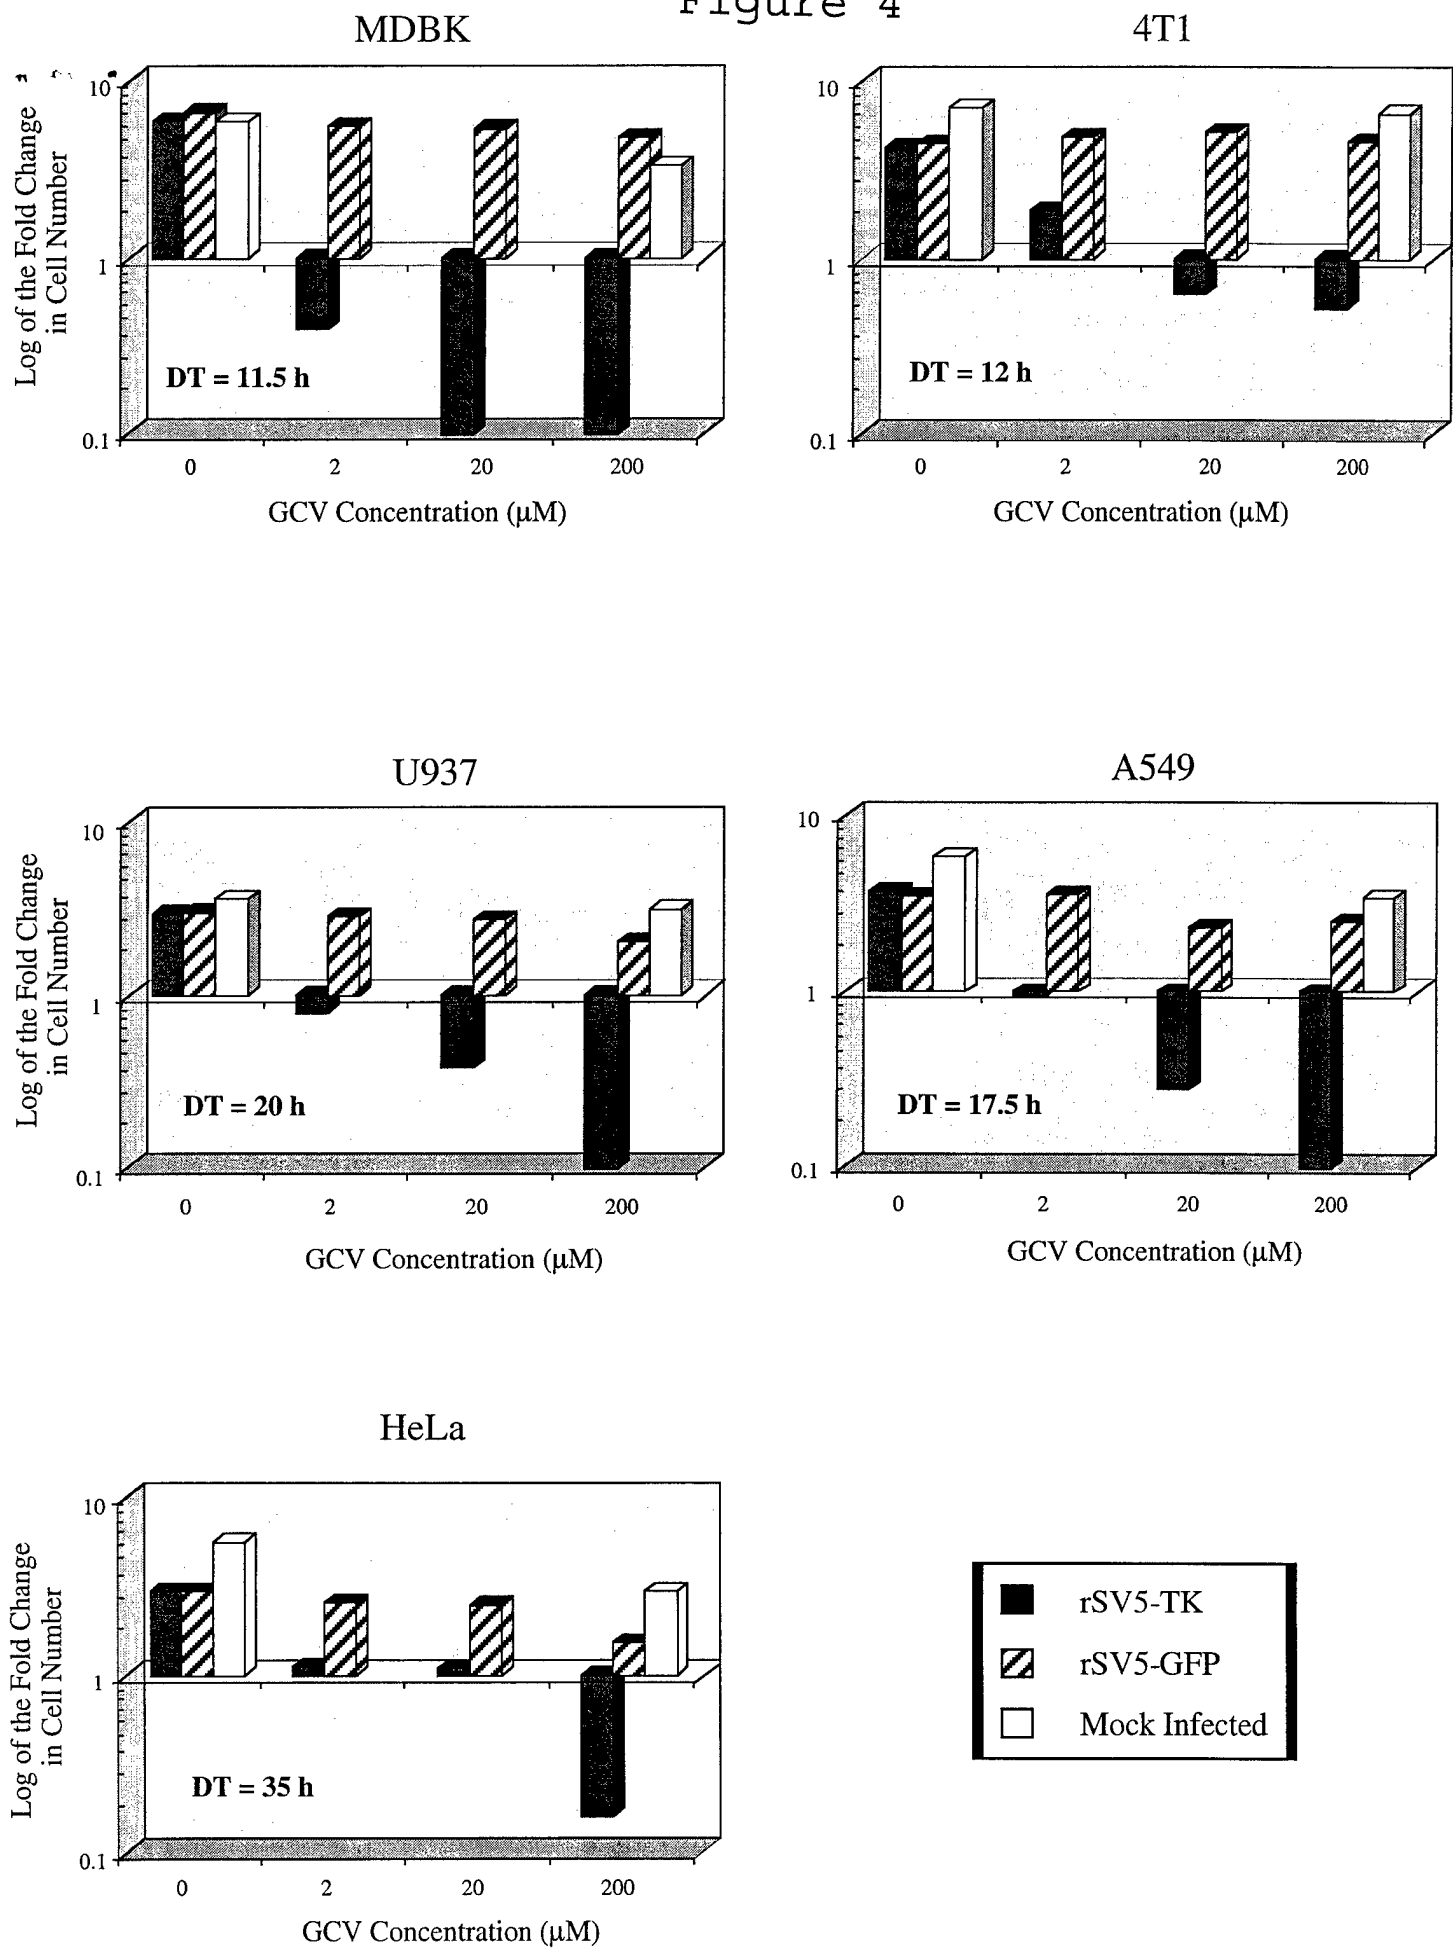 Figure 4
MDBK
Log of the Fold Change
in Cell Number
10
1
0.1
DT = 11.5 h
0 2 20 200
GCV Concentration (μM)
4T1
10
1
0.1
DT = 12 h
0 2 20 200
GCV Concentration (μM)
U937
Log of the Fold Change
in Cell Number
10
1
0.1
DT = 20 h
0 2 20 200
GCV Concentration (μM)
A549
10
1
0.1
DT = 17.5 h
0 2 20 200
GCV Concentration (μM)
HeLa
Log of the Fold Change
in Cell Number
10
1
0.1
DT = 35 h
0 2 20 200
GCV Concentration (μM)
rSV5-TK
rSV5-GFP
Mock Infected